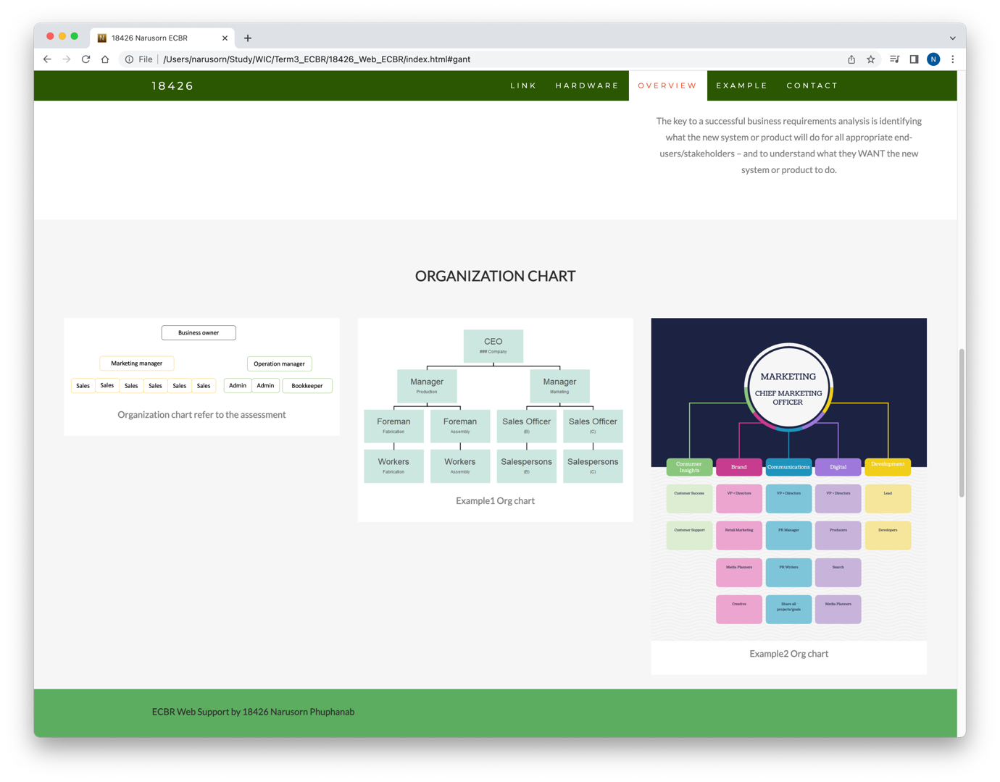 18426 Narusorn ECBR
File
/Users/narusorn/Study/WIC/Term3_ECBR/18426_Web_ECBR/index.html#gant
N
18426
LINK
HARDWARE
OVERVIEW
EXAMPLE
CONTACT
The key to a successful business requirements analysis is identifying
what the new system or product will do for all appropriate end-
users/stakeholders – and to understand what they WANT the new
system or product to do.
ORGANIZATION CHART
Business owner
Marketing manager
Operation manager
Sales
Sales
Sales
Sales
Sales
Sales
Admin
Admin
Bookkeeper
Organization chart refer to the assessment
CEO
### Company
Manager
Production
Manager
Marketing
Foreman
Fabrication
Foreman
Assembly
Sales Officer
(B)
Sales Officer
(C)
Workers
Fabrication
Workers
Assembly
Salespersons
(B)
Salespersons
(C)
Example1 Org chart
MARKETING
CHIEF MARKETING
OFFICER
Consumer
Insights
Brand
Communications
Digital
Development
Customer Success
VP + Directors
VP + Directors
VP + Directors
Lead
Customer Support
Retail Marketing
PR Manager
Producers
Developers
Media Planners
PR Writers
Search
Creative
Share all
projects/goals
Media Planners
Example2 Org chart
ECBR Web Support by 18426 Narusorn Phuphanab